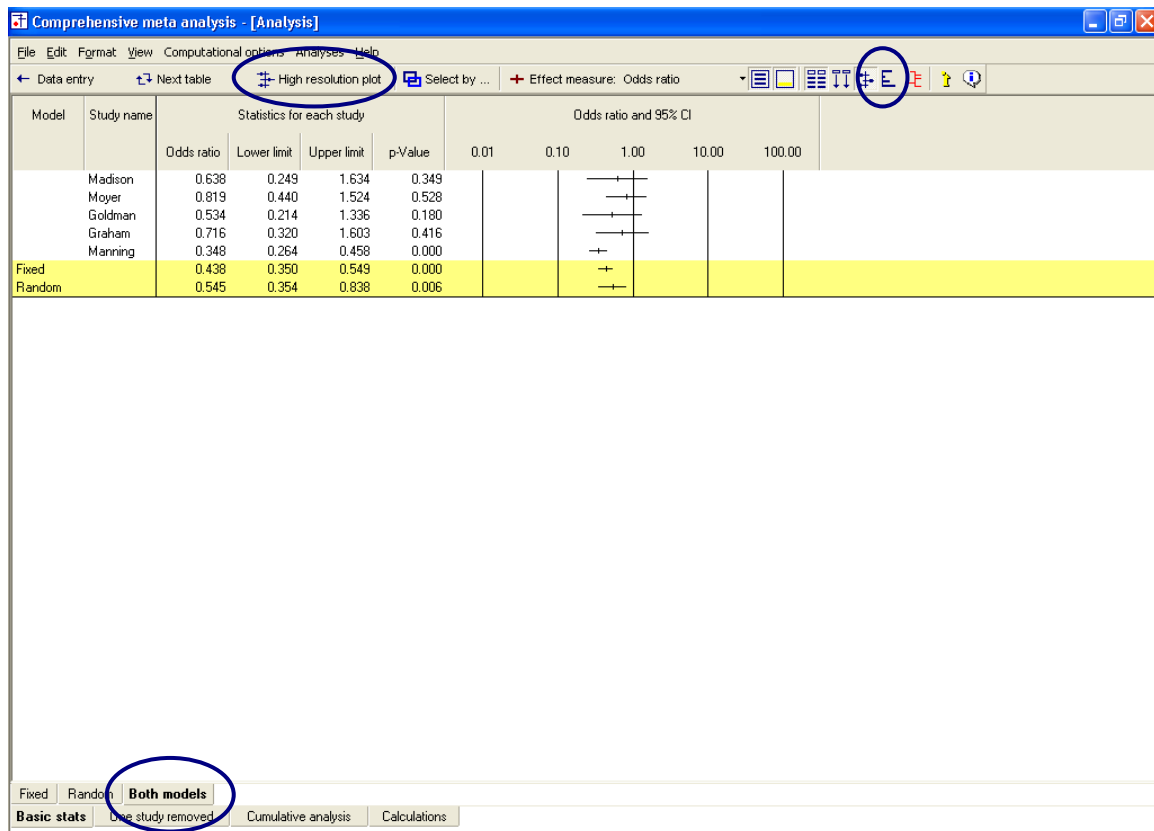 Comprehensive meta analysis - [Analysis]
File Edit Format View Computational options Analyses Help
Data entry Next table High resolution plot Select by ... Effect measure: Odds ratio
Model Study name Statistics for each study Odds ratio and 95% CI
Odds ratio Lower limit Upper limit p-Value 0.01 0.10 1.00 10.00 100.00
Madison 0.638 0.249 1.634 0.349
Moyer 0.819 0.440 1.524 0.528
Goldman 0.534 0.214 1.336 0.180
Graham 0.716 0.320 1.603 0.416
Manning 0.348 0.264 0.458 0.000
Fixed 0.438 0.350 0.549 0.000
Random 0.545 0.354 0.838 0.006
Fixed Random Both models
Basic stats One study removed Cumulative analysis Calculations